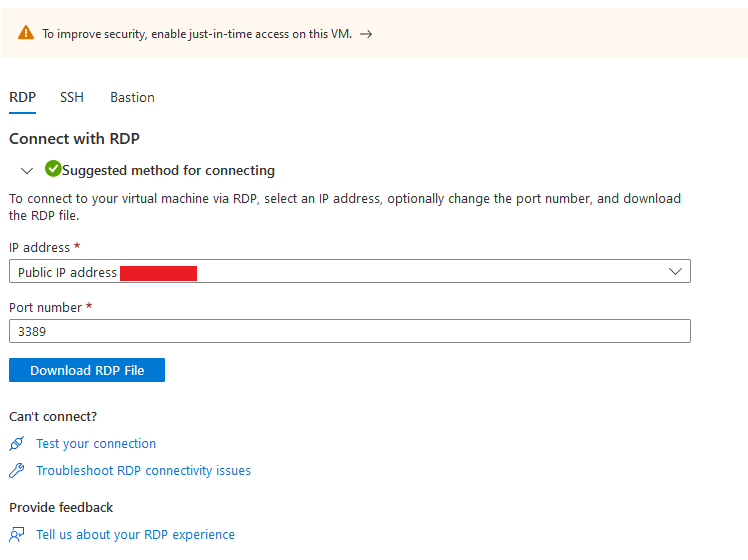 To improve security, enable just-in-time access on this VM. →
RDP SSH Bastion
Connect with RDP
Suggested method for connecting
To connect to your virtual machine via RDP, select an IP address, optionally change the port number, and download
the RDP file.
IP address *
Public IP address
Port number *
3389
Download RDP File
Can't connect?
Test your connection
Troubleshoot RDP connectivity issues
Provide feedback
Tell us about your RDP experience